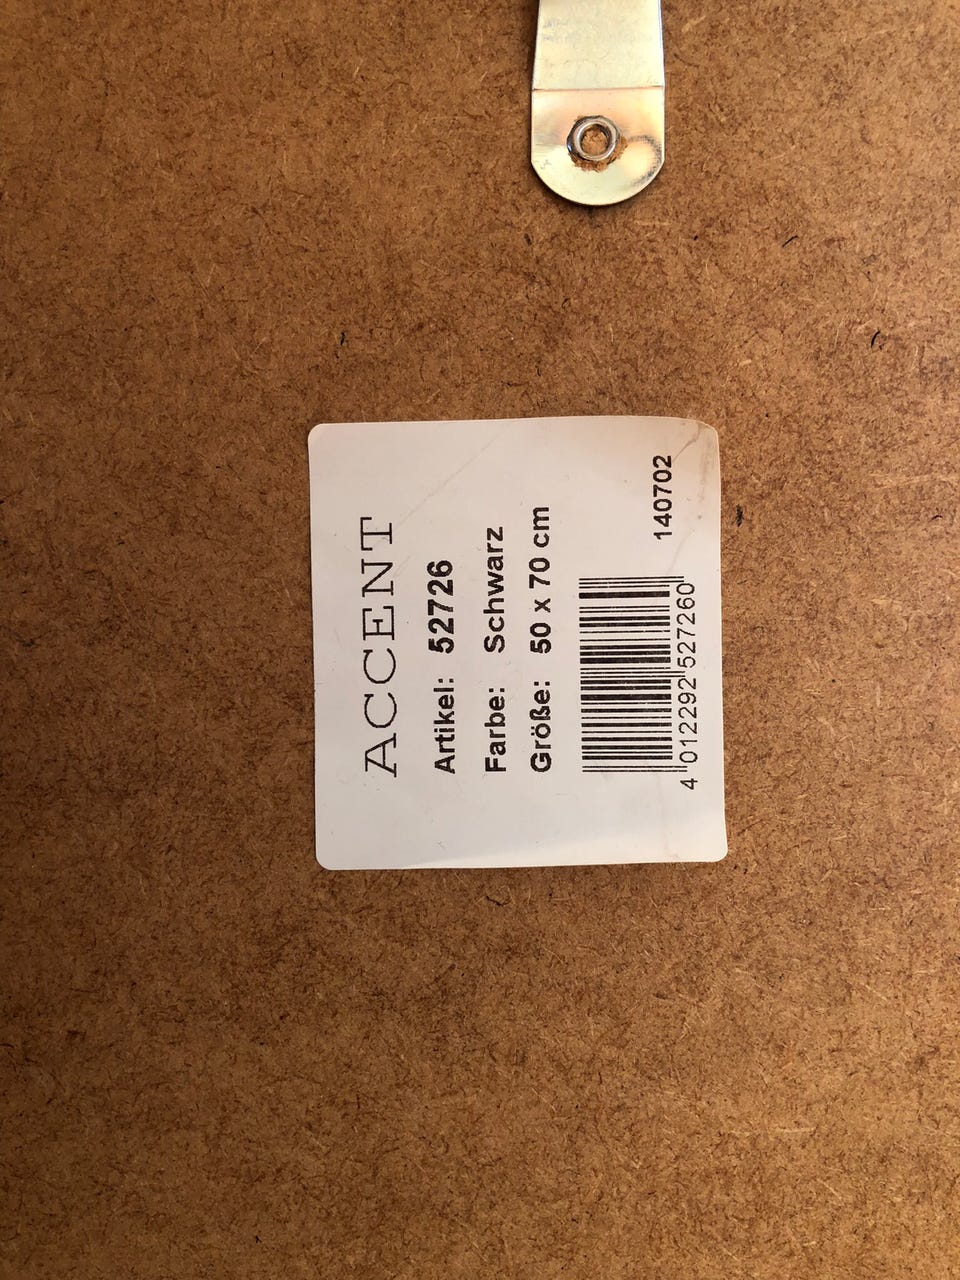 ACCENT
Artikel: 52726
Farbe: Schwarz
Größe: 50 x 70 cm
140702
4 012292 527260